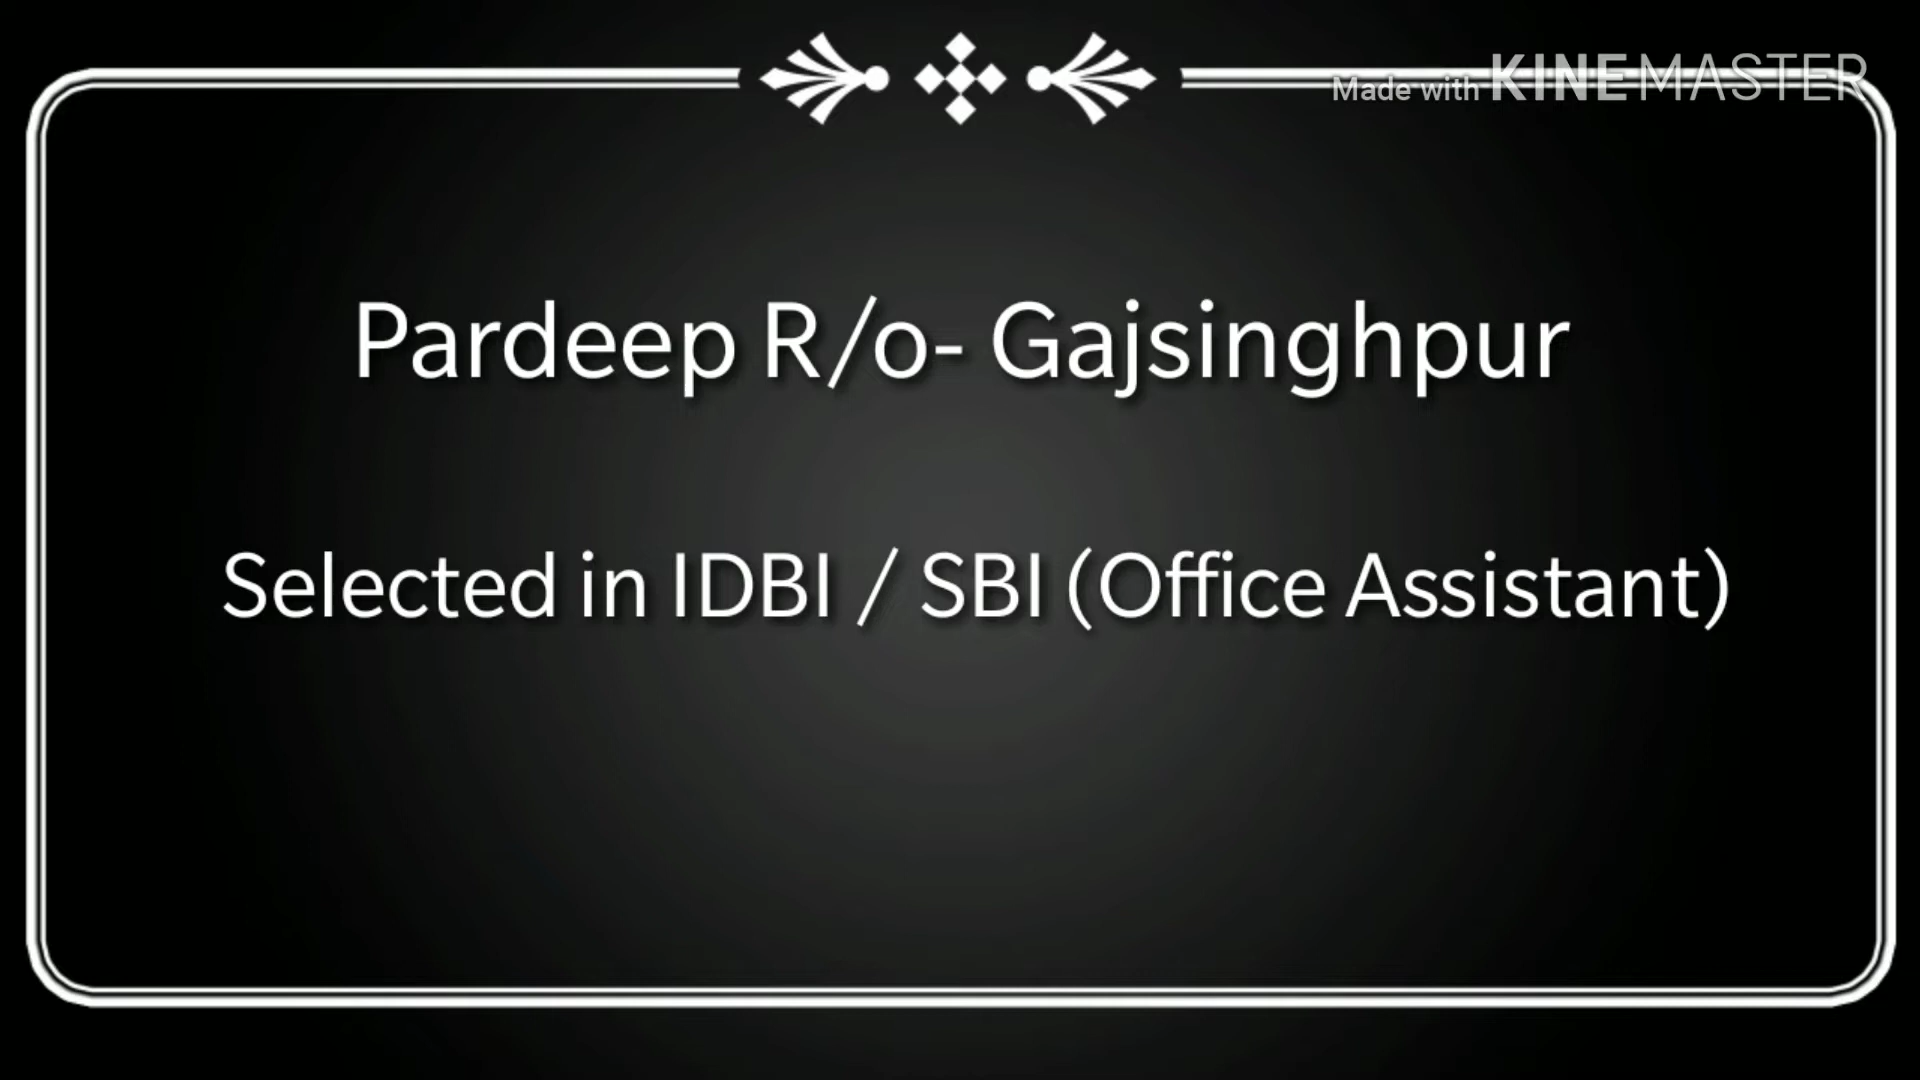 Made with KINEMASTER
Pardeep R/o- Gajsinghpur
Selected in IDBI / SBI (Office Assistant)